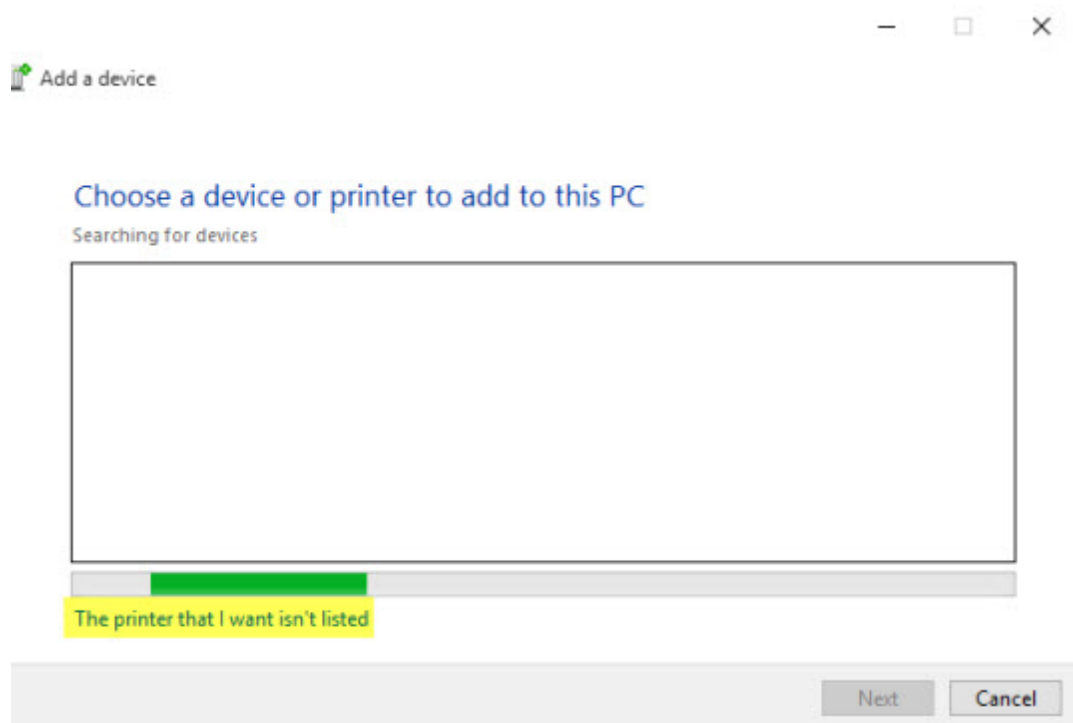 Add a device
Choose a device or printer to add to this PC
Searching for devices
The printer that I want isn't listed
Next
Cancel